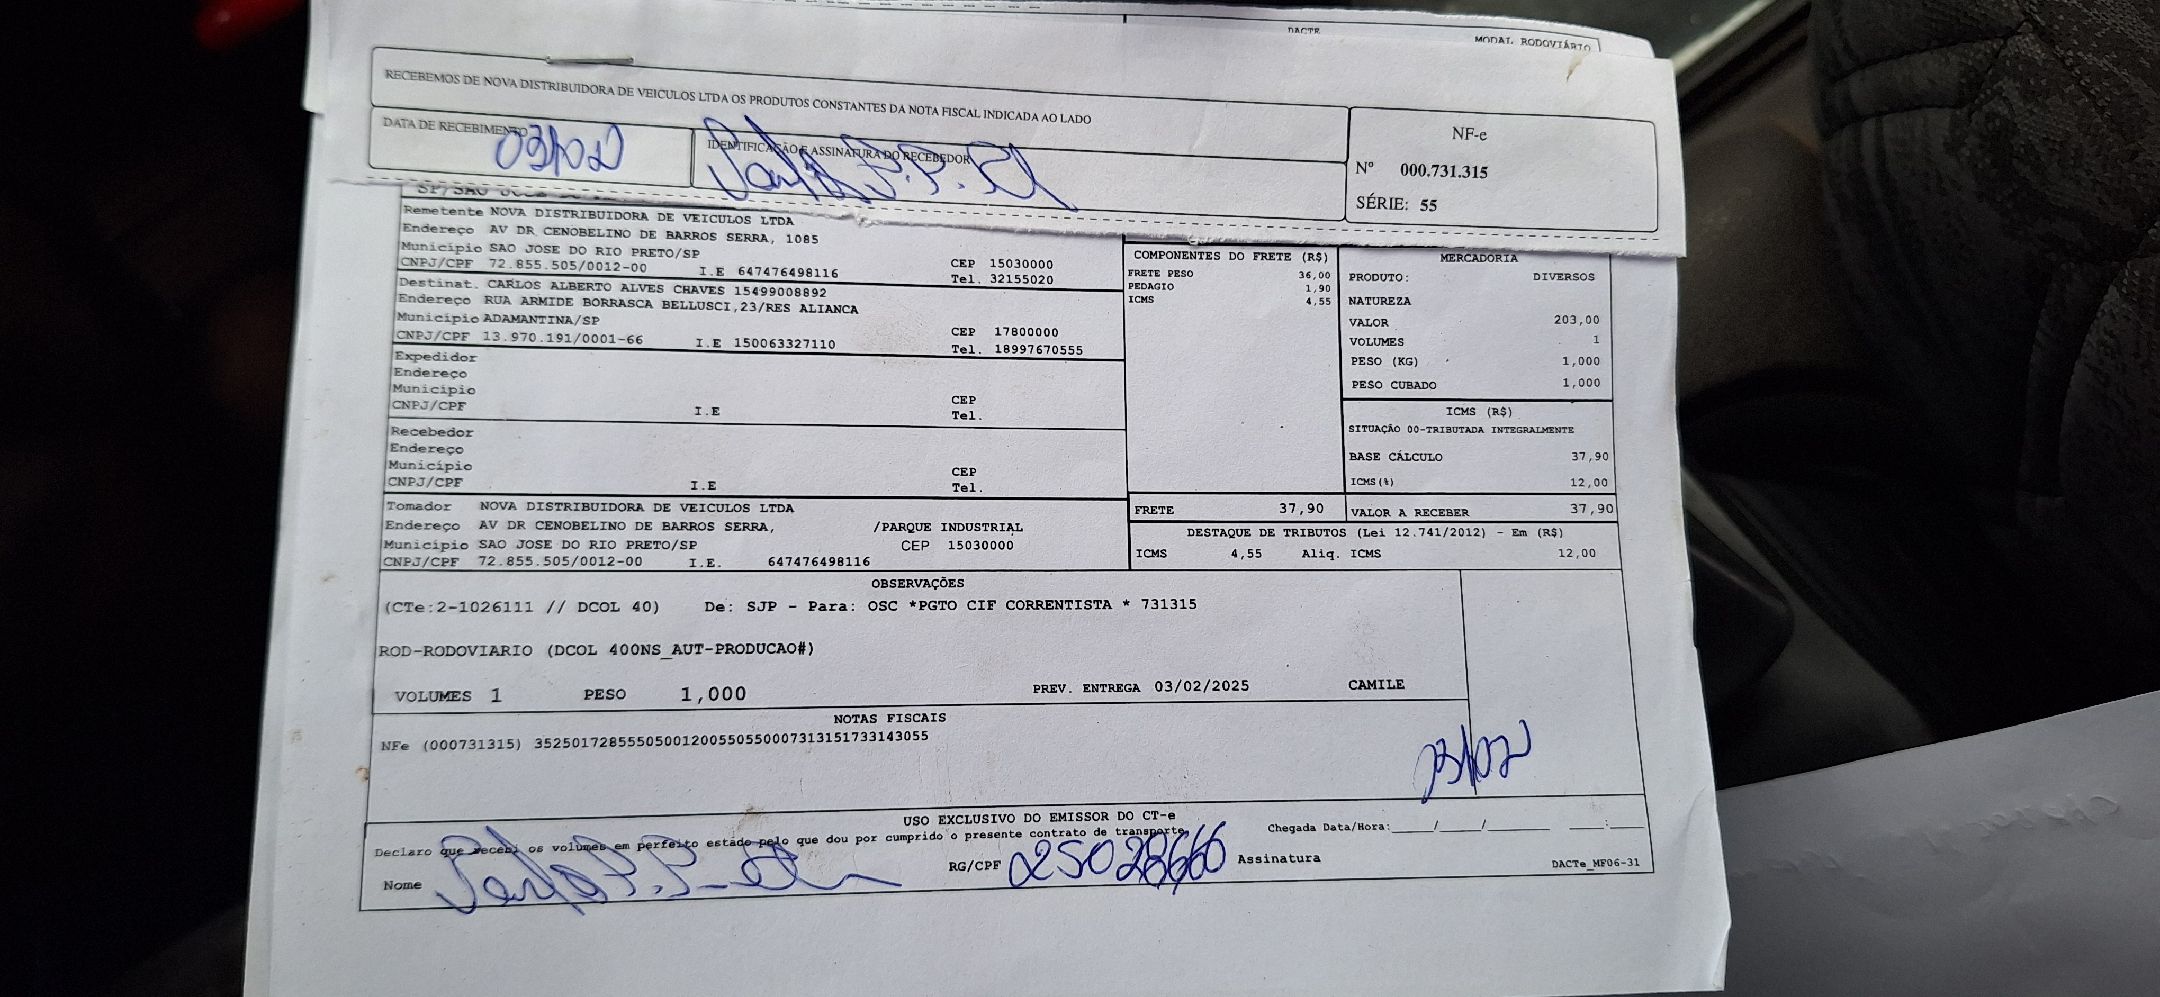 DACTE
MODAL RODOVIÁRIO
RECEBEMOS DE NOVA DISTRIBUIDORA DE VEICULOS LTDA OS PRODUTOS CONSTANTES DA NOTA FISCAL INDICADA AO LADO
DATA DE RECEBIMENTO
03/02
IDENTIFICAÇÃO E ASSINATURA DO RECEBEDOR
NF-e
Nº 000.731.315
SÉRIE: 55
Remetente NOVA DISTRIBUIDORA DE VEICULOS LTDA
Endereço AV DR CENOBELINO DE BARROS SERRA, 1085
Município SAO JOSE DO RIO PRETO/SP CEP 15030000
CNPJ/CPF 72.855.505/0012-00 I.E 647476498116 Tel. 32155020
Destinat. CARLOS ALBERTO ALVES CHAVES 15499008892
Endereço RUA ARMIDE BORRASCA BELLUSCI,23/RES ALIANCA
Município ADAMANTINA/SP CEP 17800000
CNPJ/CPF 13.970.191/0001-66 I.E 150063327110 Tel. 18997670555
Expedidor
Endereço
Município CEP
CNPJ/CPF I.E Tel.
Recebedor
Endereço
Município CEP
CNPJ/CPF I.E Tel.
Tomador NOVA DISTRIBUIDORA DE VEICULOS LTDA
Endereço AV DR CENOBELINO DE BARROS SERRA, /PARQUE INDUSTRIAL
Município SAO JOSE DO RIO PRETO/SP CEP 15030000
CNPJ/CPF 72.855.505/0012-00 I.E. 647476498116
COMPONENTES DO FRETE (R$)
FRETE PESO 36,00
PEDAGIO 1,90
ICMS 4,55
MERCADORIA
PRODUTO: DIVERSOS
NATUREZA
VALOR 203,00
VOLUMES 1
PESO (KG) 1,000
PESO CUBADO 1,000
ICMS (R$)
SITUAÇÃO 00-TRIBUTADA INTEGRALMENTE
BASE CÁLCULO 37,90
ICMS(%) 12,00
FRETE 37,90 VALOR A RECEBER 37,90
DESTAQUE DE TRIBUTOS (Lei 12.741/2012) - Em (R$)
ICMS 4,55 Aliq. ICMS 12,00
OBSERVAÇÕES
(CTe:2-1026111 // DCOL 40) De: SJP - Para: OSC *PGTO CIF CORRENTISTA * 731315
ROD-RODOVIARIO (DCOL 400NS_AUT-PRODUCAO#)
VOLUMES 1 PESO 1,000 PREV. ENTREGA 03/02/2025 CAMILE
NOTAS FISCAIS
NFe (000731315) 35250172855505001200550550007313151733143055
03/02
USO EXCLUSIVO DO EMISSOR DO CT-e
Declaro que recebi os volumes em perfeito estado pelo que dou por cumprido o presente contrato de transporte
Chegada Data/Hora:____/____/______ ____:____
Nome RG/CPF Assinatura
DACTe_MF06-31